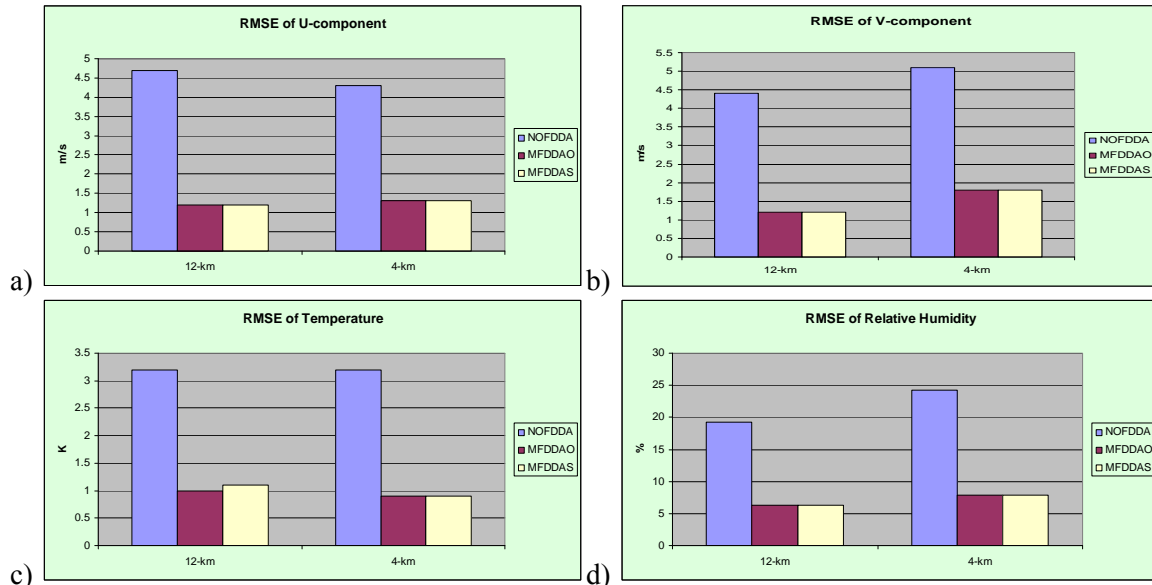 RMSE of U-component
m/s
5
4.5
4
3.5
3
2.5
2
1.5
1
0.5
0
12-km
4-km
NOFDDA
MFDDAO
MFDDAS
a)
RMSE of V-component
m/s
5.5
5
4.5
4
3.5
3
2.5
2
1.5
1
0.5
0
12-km
4-km
NOFDDA
MFDDAO
MFDDAS
b)
RMSE of Temperature
K
3.5
3
2.5
2
1.5
1
0.5
0
12-km
4-km
NOFDDA
MFDDAO
MFDDAS
c)
RMSE of Relative Humidity
%
30
25
20
15
10
5
0
12-km
4-km
NOFDDA
MFDDAO
MFDDAS
d)